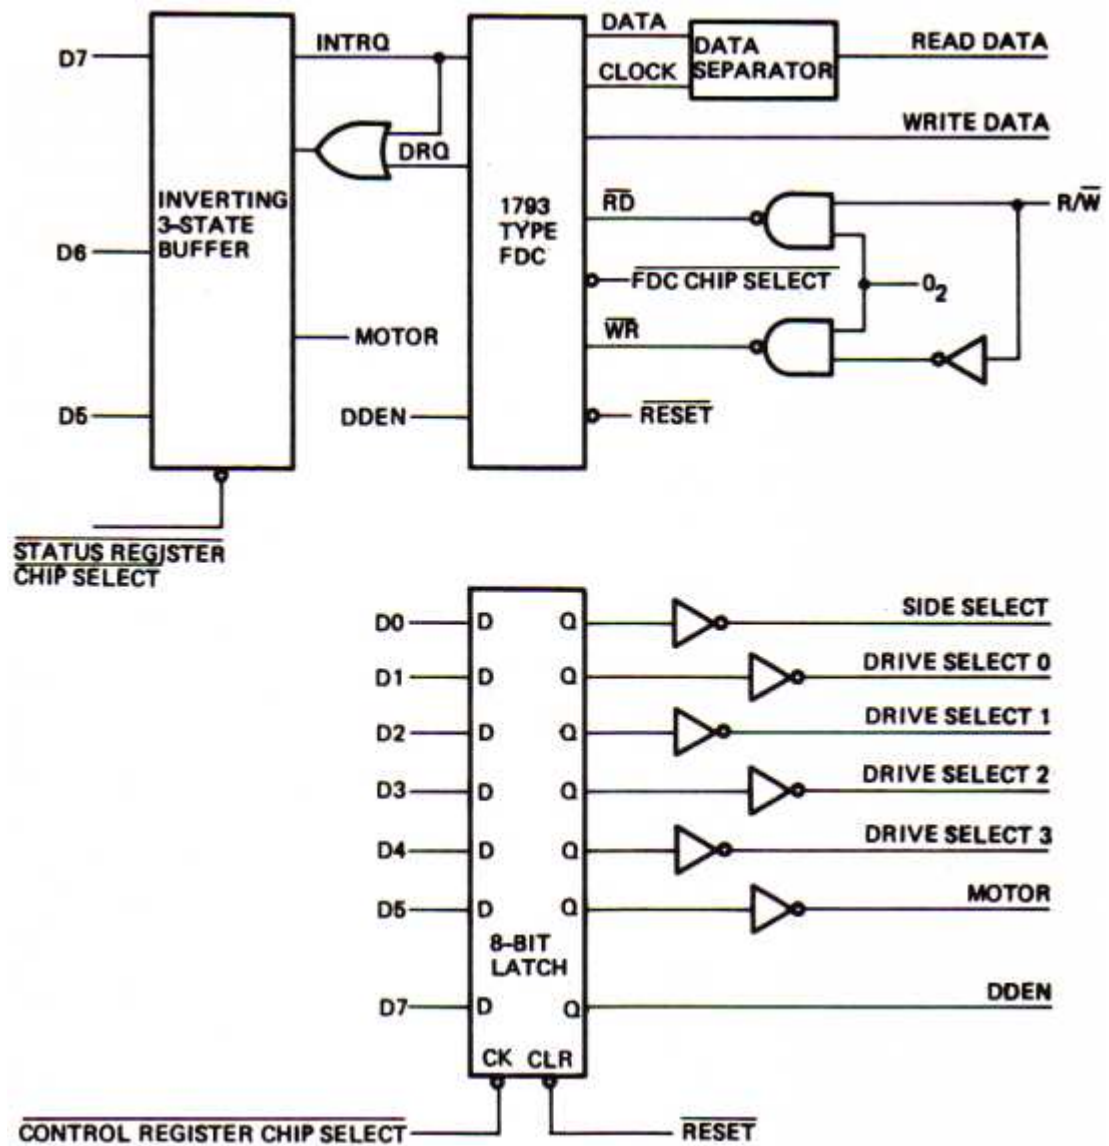 DATA
D7
INTRQ
DATA
SEPARATOR
READ DATA
CLOCK
WRITE DATA
DRQ
INVERTING
3-STATE
BUFFER
1793
TYPE
FDC
RD
R/W
D6
FDC CHIP SELECT
O2
MOTOR
WR
D5
DDEN
RESET
STATUS REGISTER
CHIP SELECT
D0
D
Q
SIDE SELECT
D1
D
Q
DRIVE SELECT 0
D2
D
Q
DRIVE SELECT 1
D3
D
Q
DRIVE SELECT 2
D4
D
Q
DRIVE SELECT 3
D5
D
Q
MOTOR
8-BIT
LATCH
D7
D
Q
DDEN
CK
CLR
CONTROL REGISTER CHIP SELECT
RESET